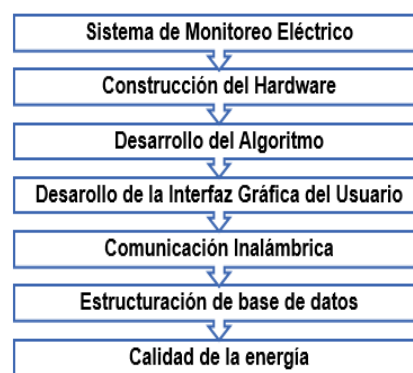 Sistema de Monitoreo Eléctrico
Construcción del Hardware
Desarrollo del Algoritmo
Desarollo de la Interfaz Gráfica del Usuario
Comunicación Inalámbrica
Estructuración de base de datos
Calidad de la energía